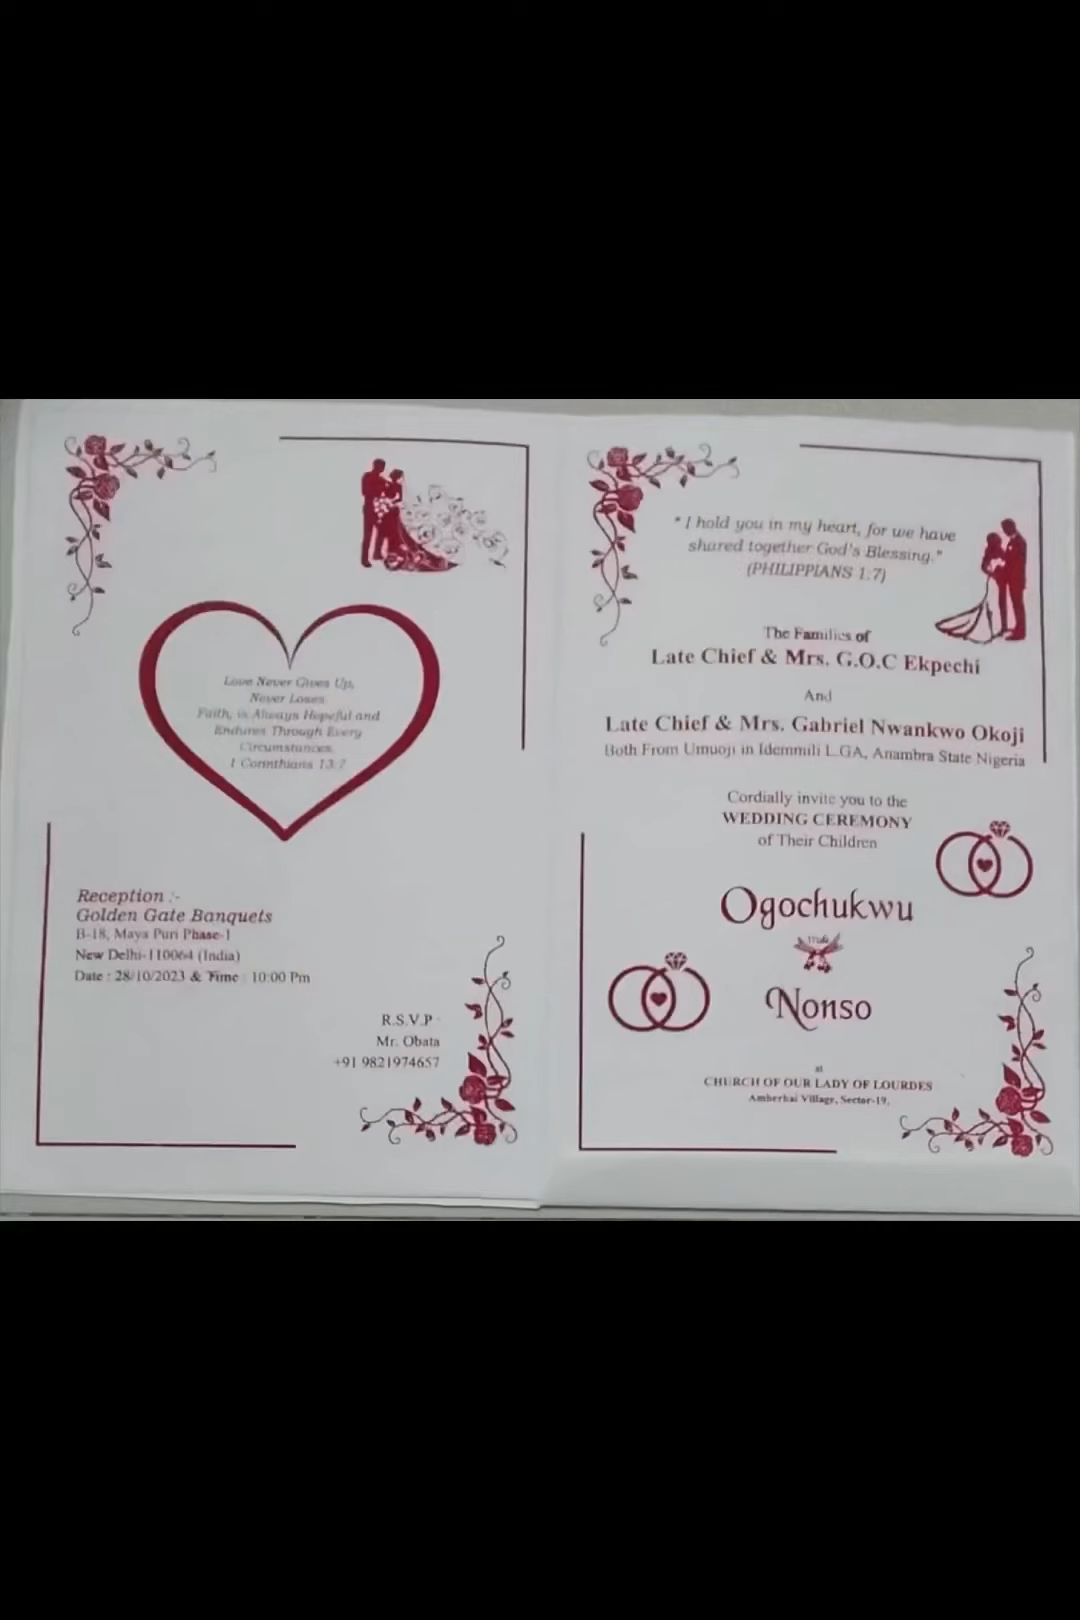 Love Never Gives Up,
Never Loses
Faith, is Always Hopeful and
Endures Through Every
Circumstances.
1 Corinthians 13:7
Reception :-
Golden Gate Banquets
B-18, Maya Puri Phase-1
New Delhi-110064 (India)
Date : 28/10/2023 & Time : 10:00 Pm
R.S.V.P
Mr. Obata
+91 9821974657
" I hold you in my heart, for we have
shared together God's Blessing."
(PHILIPPIANS 1:7)
The Families of
Late Chief & Mrs. G.O.C Ekpechi
And
Late Chief & Mrs. Gabriel Nwankwo Okoji
Both From Umuoji in Idemmili L.GA, Anambra State Nigeria
Cordially invite you to the
WEDDING CEREMONY
of Their Children
Ogochukwu
With
Nonso
at
CHURCH OF OUR LADY OF LOURDES
Amberhai Village, Sector-19,